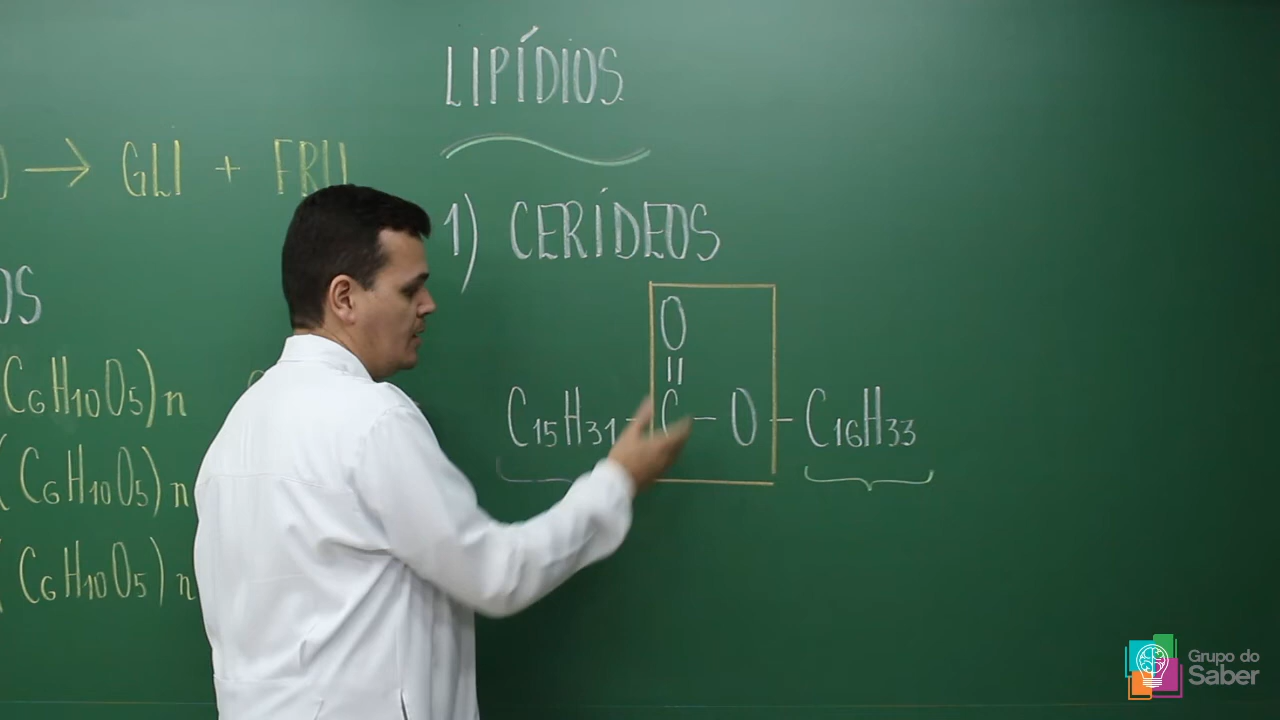 LIPÍDIOS
→ GLI + FRU
1) CERÍDEOS
OS
O
||
C15H31 - C - O - C16H33
(C6H10O5)n
(C6H10O5)n
(C6H10O5)n
Grupo do
Saber